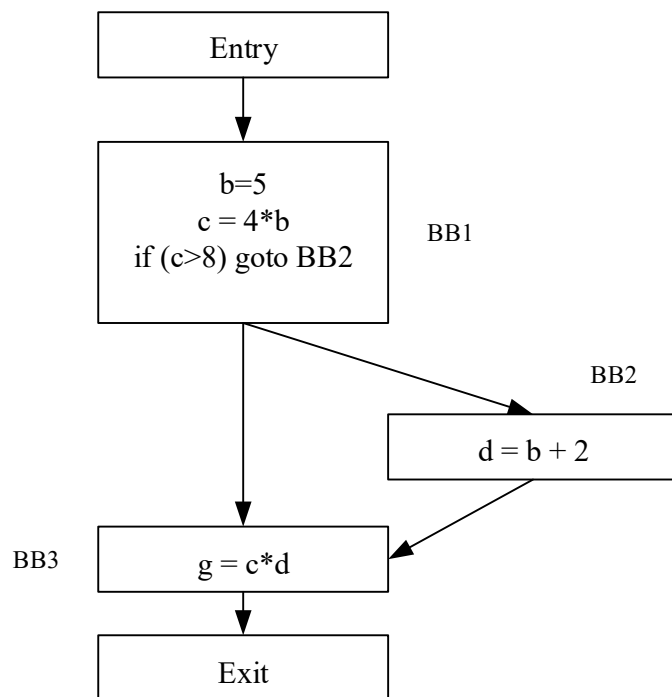 Entry
b=5
c = 4*b
if (c>8) goto BB2
BB1
BB2
d = b + 2
BB3
g = c*d
Exit